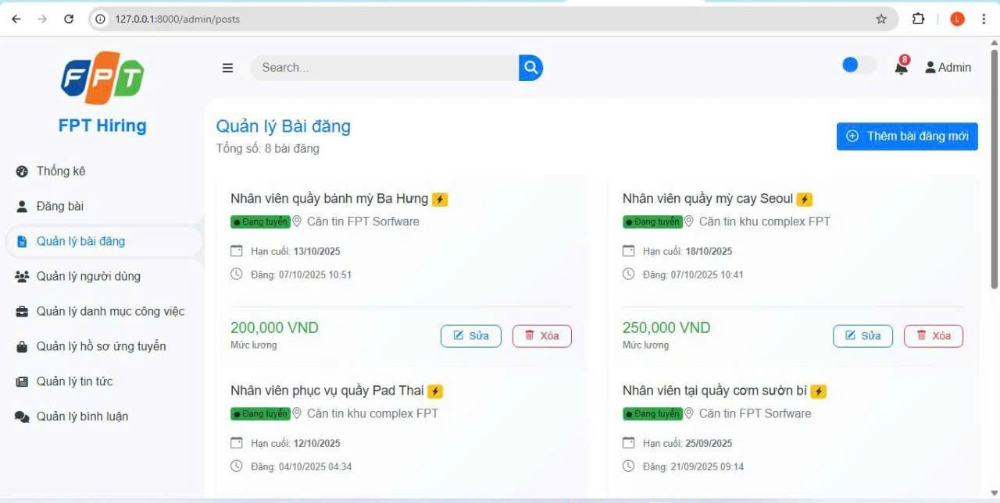 127.0.0.1:8000/admin/posts
L
FPT
FPT Hiring
Thống kê
Đăng bài
Quản lý bài đăng
Quản lý người dùng
Quản lý danh mục công việc
Quản lý hồ sơ ứng tuyển
Quản lý tin tức
Quản lý bình luận
Search...
8
Admin
Quản lý Bài đăng
Tổng số: 8 bài đăng
Thêm bài đăng mới
Nhân viên quầy bánh mỳ Ba Hưng
Đang tuyển Căn tin FPT Sorfware
Hạn cuối: 13/10/2025
Đăng: 07/10/2025 10:51
200,000 VND
Mức lương
Sửa
Xóa
Nhân viên quầy mỳ cay Seoul
Đang tuyển Căn tin khu complex FPT
Hạn cuối: 18/10/2025
Đăng: 07/10/2025 10:41
250,000 VND
Mức lương
Sửa
Xóa
Nhân viên phục vụ quầy Pad Thai
Đang tuyển Căn tin khu complex FPT
Hạn cuối: 12/10/2025
Đăng: 04/10/2025 04:34
Nhân viên tại quầy cơm sườn bì
Đang tuyển Căn tin FPT Sorfware
Hạn cuối: 25/09/2025
Đăng: 21/09/2025 09:14